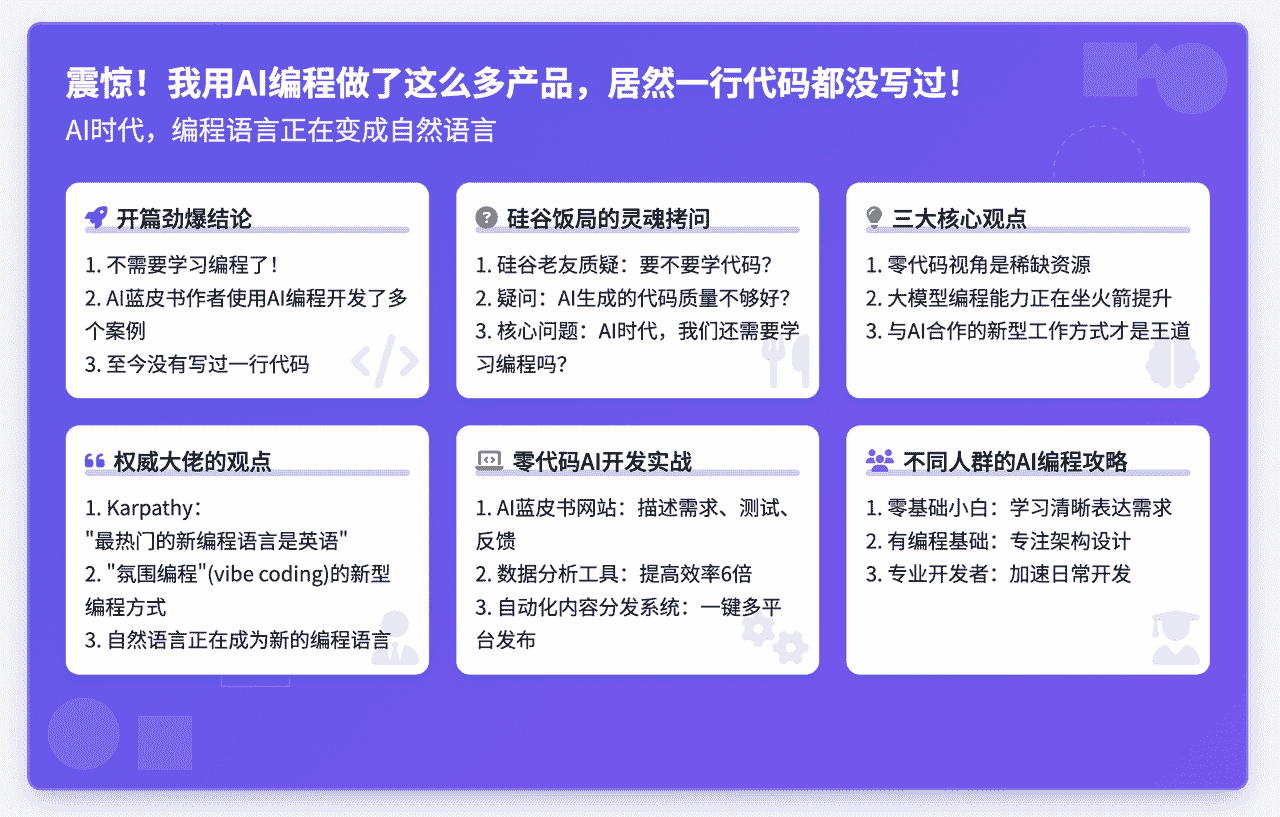 震惊！我用AI编程做了这么多产品，居然一行代码都没写过！
AI时代，编程语言正在变成自然语言
开篇劲爆结论
1. 不需要学习编程了！
2. AI蓝皮书作者使用AI编程开发了多
个案例
3. 至今没有写过一行代码
硅谷饭局的灵魂拷问
1. 硅谷老友质疑：要不要学代码？
2. 疑问：AI生成的代码质量不够好？
3. 核心问题：AI时代，我们还需要学
习编程吗？
三大核心观点
1. 零代码视角是稀缺资源
2. 大模型编程能力正在坐火箭提升
3. 与AI合作的新型工作方式才是王道
权威大佬的观点
1. Karpathy：
"最热门的新编程语言是英语"
2. "氛围编程"(vibe coding)的新型
编程方式
3. 自然语言正在成为新的编程语言
零代码AI开发实战
1. AI蓝皮书网站：描述需求、测试、
反馈
2. 数据分析工具：提高效率6倍
3. 自动化内容分发系统：一键多平
台发布
不同人群的AI编程攻略
1. 零基础小白：学习清晰表达需求
2. 有编程基础：专注架构设计
3. 专业开发者：加速日常开发